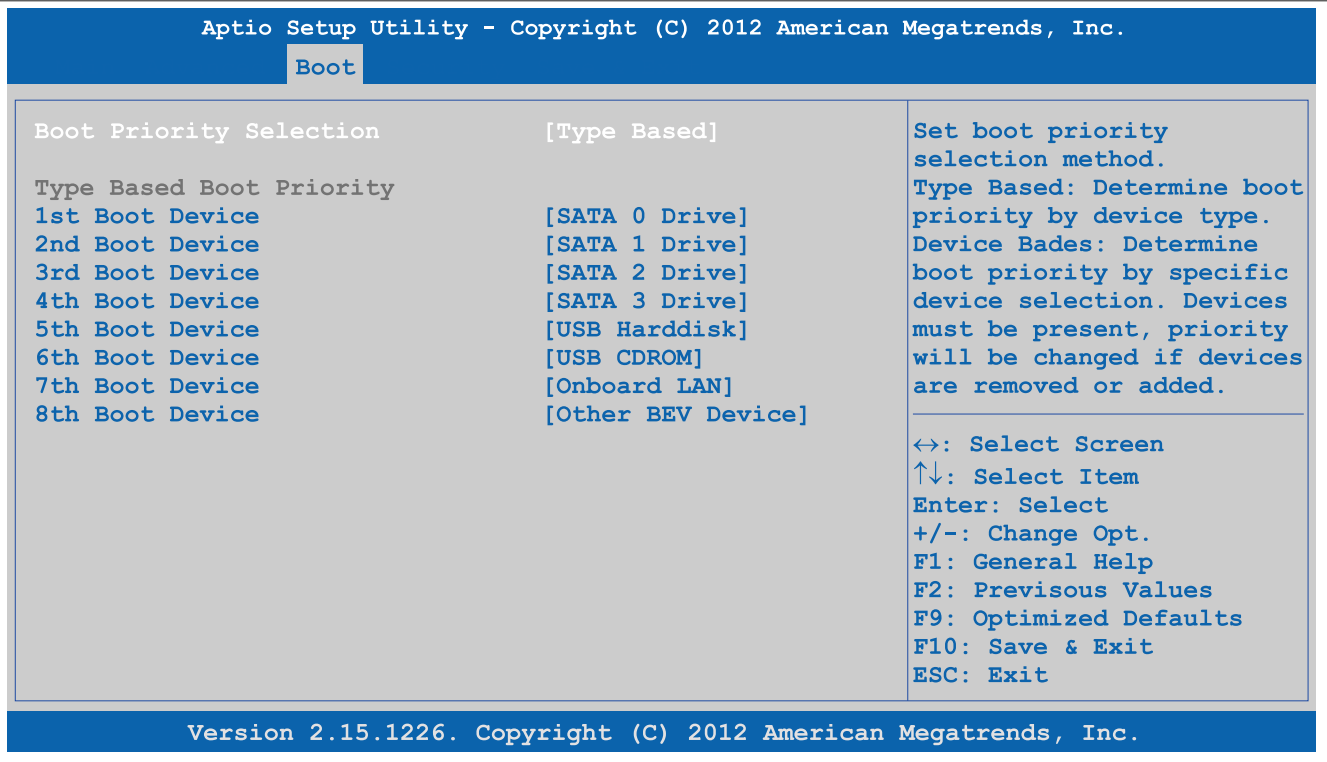 Aptio Setup Utility - Copyright (C) 2012 American Megatrends, Inc.
Boot
Boot Priority Selection [Type Based]
Type Based Boot Priority
1st Boot Device [SATA 0 Drive]
2nd Boot Device [SATA 1 Drive]
3rd Boot Device [SATA 2 Drive]
4th Boot Device [SATA 3 Drive]
5th Boot Device [USB Harddisk]
6th Boot Device [USB CDROM]
7th Boot Device [Onboard LAN]
8th Boot Device [Other BEV Device]
Set boot priority
selection method.
Type Based: Determine boot
priority by device type.
Device Bades: Determine
boot priority by specific
device selection. Devices
must be present, priority
will be changed if devices
are removed or added.
↔: Select Screen
↑↓: Select Item
Enter: Select
+/-: Change Opt.
F1: General Help
F2: Previsous Values
F9: Optimized Defaults
F10: Save & Exit
ESC: Exit
Version 2.15.1226. Copyright (C) 2012 American Megatrends, Inc.